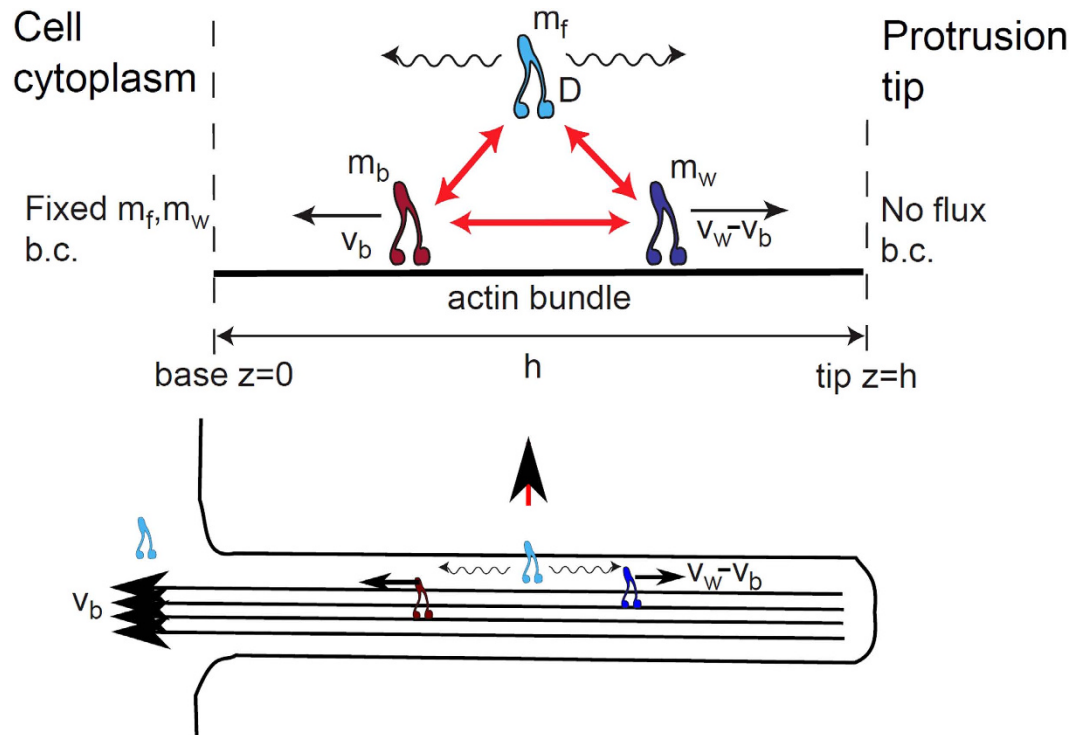 Cell
cytoplasm
m_f
Protrusion
tip
D
m_b
m_w
Fixed m_f,m_w
b.c.
v_b
v_w–v_b
No flux
b.c.
actin bundle
h
base z=0
tip z=h
v_w–v_b
v_b